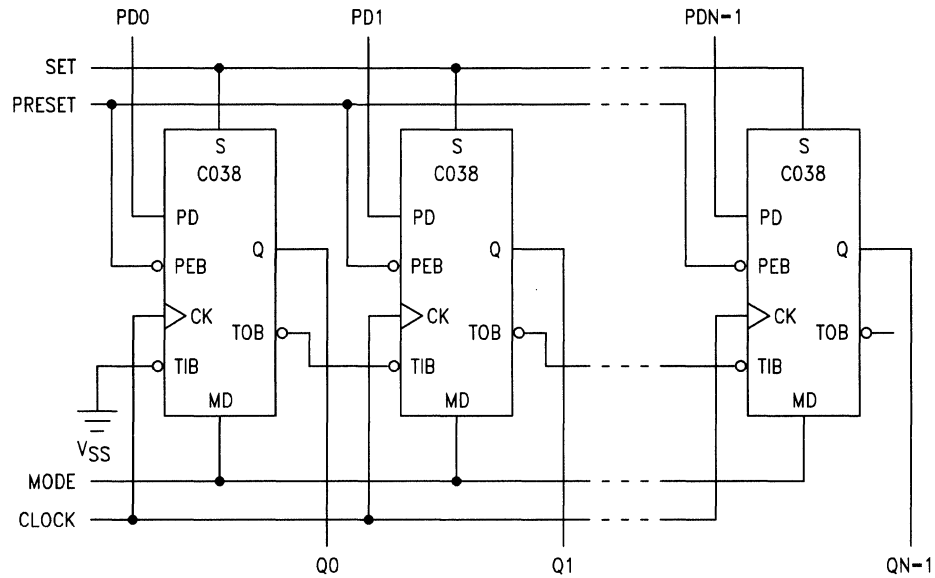 PD0 PD1 PDN-1
SET
PRESET
S S S
C038 C038 C038
PD PD PD
Q Q Q
PEB PEB PEB
CK CK CK
TOB TOB TOB
TIB TIB TIB
MD MD MD
VSS
MODE
CLOCK
Q0 Q1 QN-1